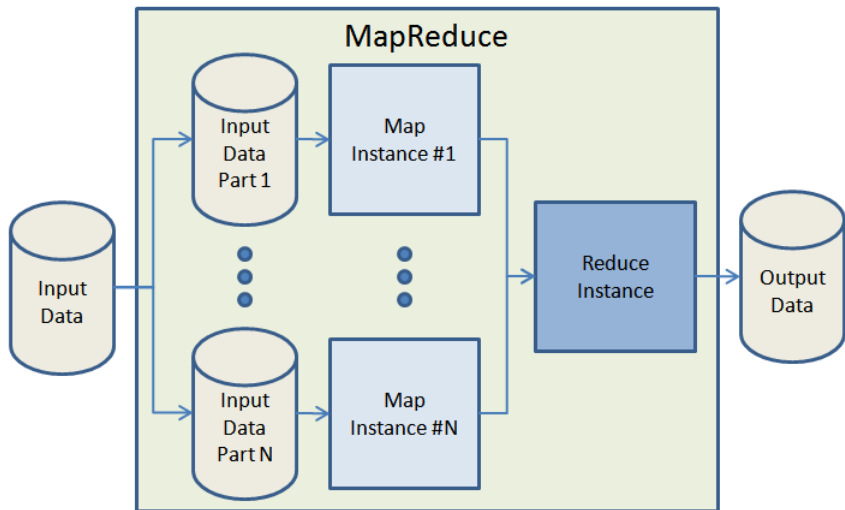 MapReduce
Input
Data
Part 1
Map
Instance #1
Input
Data
Reduce
Instance
Output
Data
Input
Data
Part N
Map
Instance #N